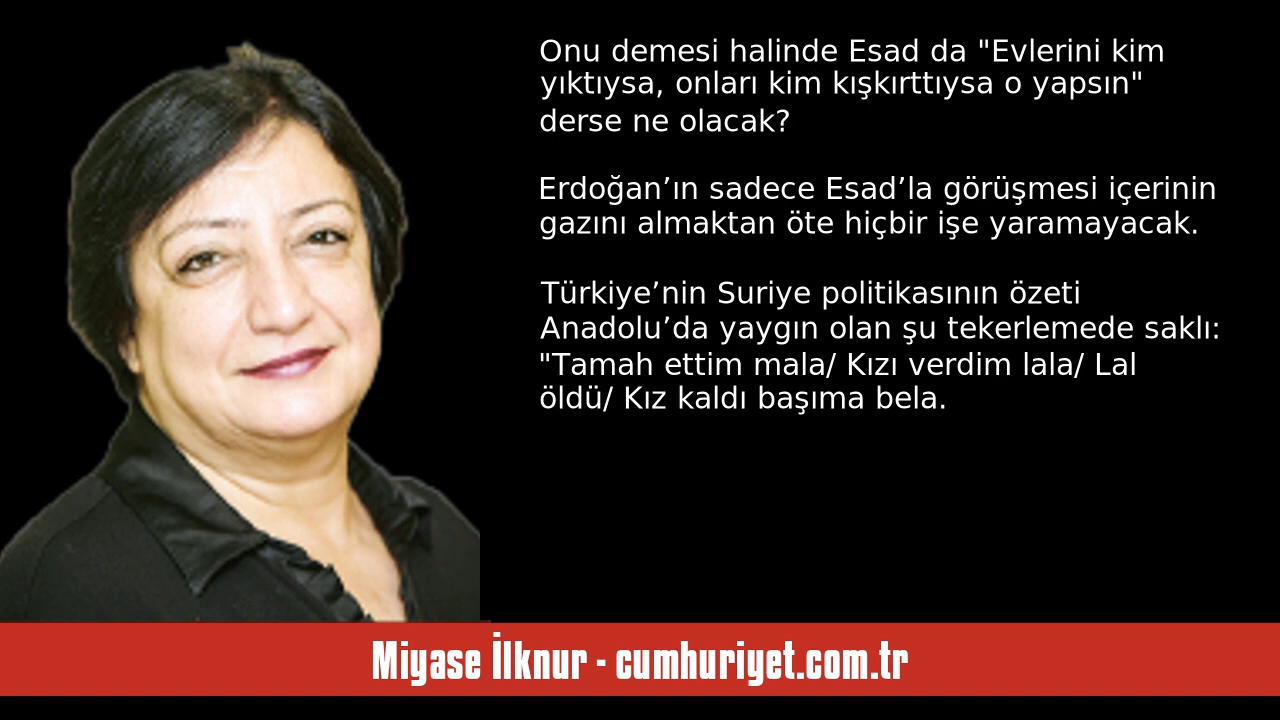 Onu demesi halinde Esad da "Evlerini kim
yıktıysa, onları kim kışkırttıysa o yapsın"
derse ne olacak?
Erdoğan’ın sadece Esad’la görüşmesi içerinin
gazını almaktan öte hiçbir işe yaramayacak.
Türkiye’nin Suriye politikasının özeti
Anadolu’da yaygın olan şu tekerlemede saklı:
"Tamah ettim mala/ Kızı verdim lala/ Lal
öldü/ Kız kaldı başıma bela.
Miyase İlknur - cumhuriyet.com.tr